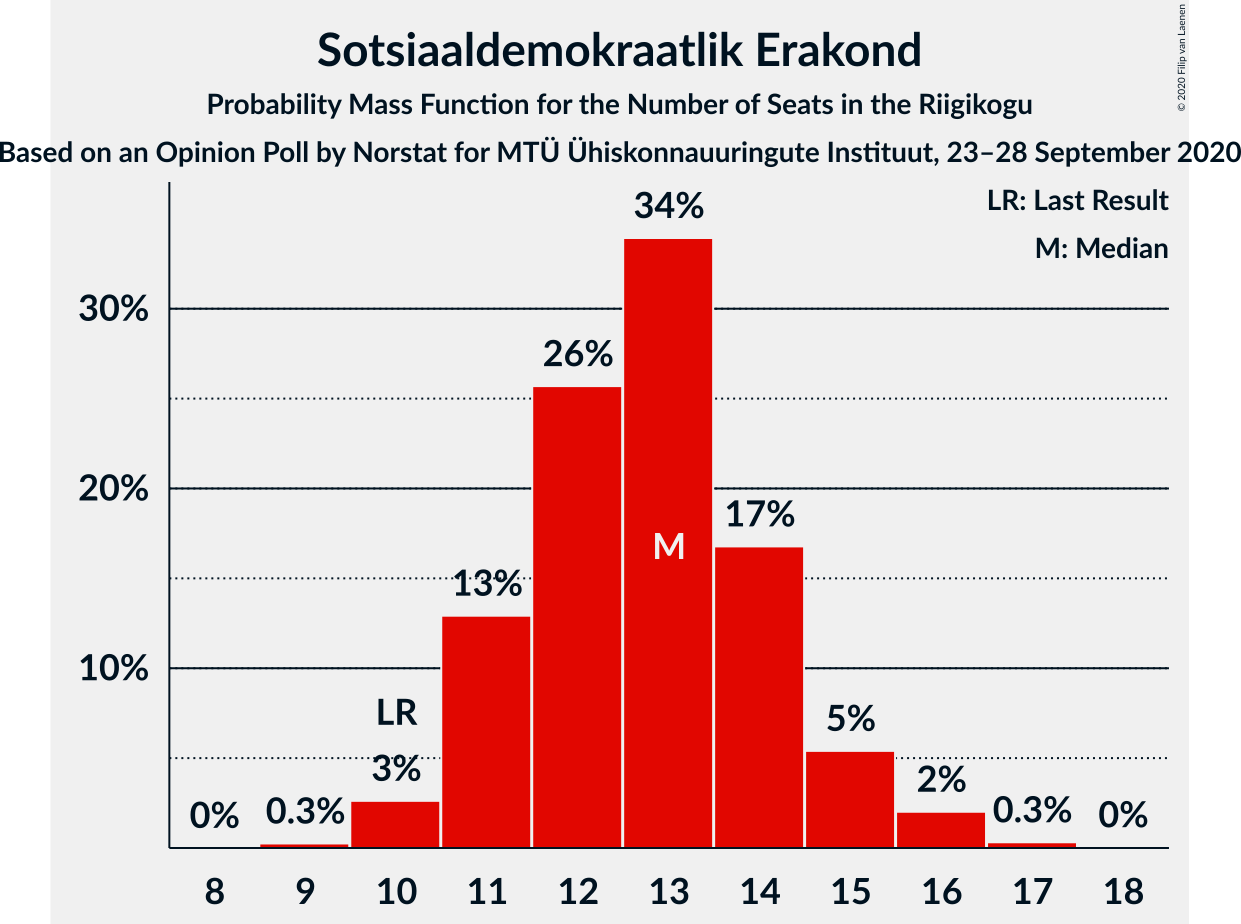 Sotsiaaldemokraatlik Erakond
Probability Mass Function for the Number of Seats in the Riigikogu
Based on an Opinion Poll by Norstat for MTÜ Ühiskonnauuringute Instituut, 23–28 September 2020
© 2020 Filip van Laenen
LR: Last Result
M: Median
34%
30%
26%
20%
17%
M
13%
10%
LR
5%
3%
2%
0%
0.3%
0.3%
0%
8 9 10 11 12 13 14 15 16 17 18